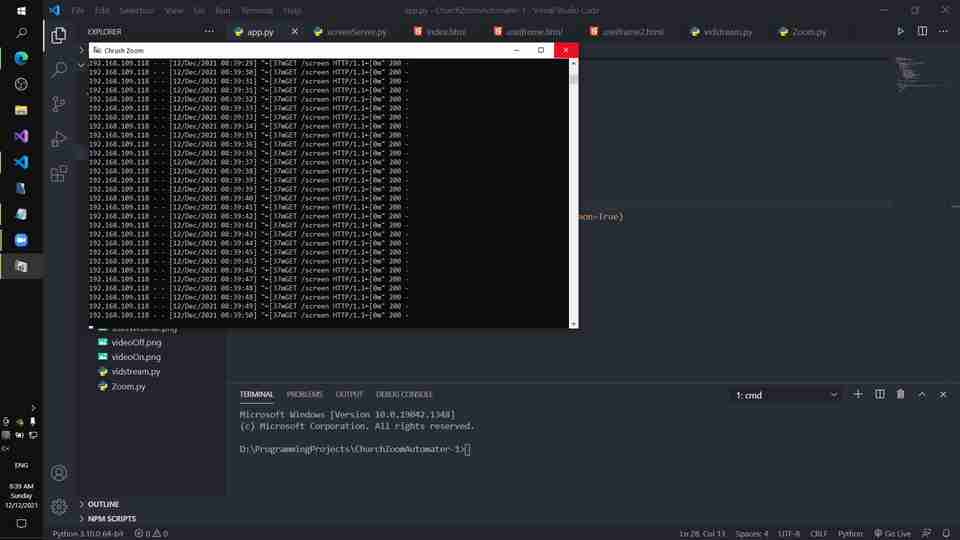 File Edit Selection View Go Run Terminal Help
app.py - ChurchZoomAutomater-1 - Visual Studio Code
EXPLORER
app.py
screenServer.py
index.html
useiframe.html
useiframe2.html
vidstream.py
Zoom.py
Chruch Zoom
192.168.109.118 - - [12/Dec/2021 08:39:29] "←[37mGET /screen HTTP/1.1←[0m" 200 -
192.168.109.118 - - [12/Dec/2021 08:39:30] "←[37mGET /screen HTTP/1.1←[0m" 200 -
192.168.109.118 - - [12/Dec/2021 08:39:31] "←[37mGET /screen HTTP/1.1←[0m" 200 -
192.168.109.118 - - [12/Dec/2021 08:39:31] "←[37mGET /screen HTTP/1.1←[0m" 200 -
192.168.109.118 - - [12/Dec/2021 08:39:32] "←[37mGET /screen HTTP/1.1←[0m" 200 -
192.168.109.118 - - [12/Dec/2021 08:39:33] "←[37mGET /screen HTTP/1.1←[0m" 200 -
192.168.109.118 - - [12/Dec/2021 08:39:33] "←[37mGET /screen HTTP/1.1←[0m" 200 -
192.168.109.118 - - [12/Dec/2021 08:39:34] "←[37mGET /screen HTTP/1.1←[0m" 200 -
192.168.109.118 - - [12/Dec/2021 08:39:35] "←[37mGET /screen HTTP/1.1←[0m" 200 -
192.168.109.118 - - [12/Dec/2021 08:39:36] "←[37mGET /screen HTTP/1.1←[0m" 200 -
192.168.109.118 - - [12/Dec/2021 08:39:36] "←[37mGET /screen HTTP/1.1←[0m" 200 -
192.168.109.118 - - [12/Dec/2021 08:39:37] "←[37mGET /screen HTTP/1.1←[0m" 200 -
192.168.109.118 - - [12/Dec/2021 08:39:38] "←[37mGET /screen HTTP/1.1←[0m" 200 -
192.168.109.118 - - [12/Dec/2021 08:39:39] "←[37mGET /screen HTTP/1.1←[0m" 200 -
192.168.109.118 - - [12/Dec/2021 08:39:39] "←[37mGET /screen HTTP/1.1←[0m" 200 -
192.168.109.118 - - [12/Dec/2021 08:39:40] "←[37mGET /screen HTTP/1.1←[0m" 200 -
192.168.109.118 - - [12/Dec/2021 08:39:41] "←[37mGET /screen HTTP/1.1←[0m" 200 -
192.168.109.118 - - [12/Dec/2021 08:39:42] "←[37mGET /screen HTTP/1.1←[0m" 200 -
192.168.109.118 - - [12/Dec/2021 08:39:42] "←[37mGET /screen HTTP/1.1←[0m" 200 -
192.168.109.118 - - [12/Dec/2021 08:39:43] "←[37mGET /screen HTTP/1.1←[0m" 200 -
192.168.109.118 - - [12/Dec/2021 08:39:44] "←[37mGET /screen HTTP/1.1←[0m" 200 -
192.168.109.118 - - [12/Dec/2021 08:39:45] "←[37mGET /screen HTTP/1.1←[0m" 200 -
192.168.109.118 - - [12/Dec/2021 08:39:45] "←[37mGET /screen HTTP/1.1←[0m" 200 -
192.168.109.118 - - [12/Dec/2021 08:39:46] "←[37mGET /screen HTTP/1.1←[0m" 200 -
192.168.109.118 - - [12/Dec/2021 08:39:47] "←[37mGET /screen HTTP/1.1←[0m" 200 -
192.168.109.118 - - [12/Dec/2021 08:39:48] "←[37mGET /screen HTTP/1.1←[0m" 200 -
192.168.109.118 - - [12/Dec/2021 08:39:48] "←[37mGET /screen HTTP/1.1←[0m" 200 -
192.168.109.118 - - [12/Dec/2021 08:39:49] "←[37mGET /screen HTTP/1.1←[0m" 200 -
192.168.109.118 - - [12/Dec/2021 08:39:50] "←[37mGET /screen HTTP/1.1←[0m" 200 -
=True)
videoOff.png
videoOn.png
vidstream.py
Zoom.py
TERMINAL PROBLEMS OUTPUT DEBUG CONSOLE
1: cmd
Microsoft Windows [Version 10.0.19042.1348]
(c) Microsoft Corporation. All rights reserved.
D:\ProgrammingProjects\ChurchZoomAutomater-1>
OUTLINE
NPM SCRIPTS
ENG
8:39 AM
Sunday
12/12/2021
Python 3.10.0 64-bit
0
0
Ln 28, Col 13
Spaces: 4
UTF-8
CRLF
Python
Go Live